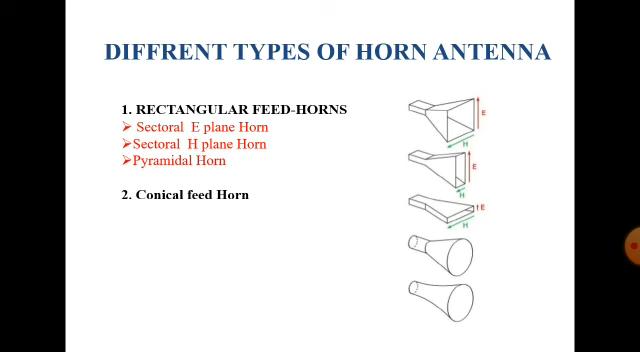 DIFFRENT TYPES OF HORN ANTENNA
1. RECTANGULAR FEED-HORNS
➢ Sectoral E plane Horn
➢Sectoral H plane Horn
➢Pyramidal Horn
2. Conical feed Horn
E
H
E
H
E
H